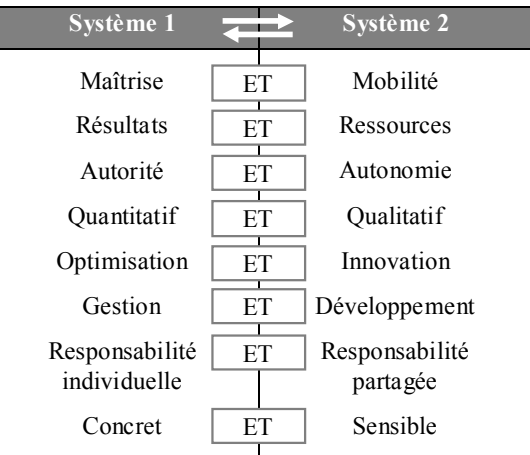 Système 1 Système 2
Maîtrise ET Mobilité
Résultats ET Ressources
Autorité ET Autonomie
Quantitatif ET Qualitatif
Optimisation ET Innovation
Gestion ET Développement
Responsabilité ET Responsabilité
individuelle partagée
Concret ET Sensible